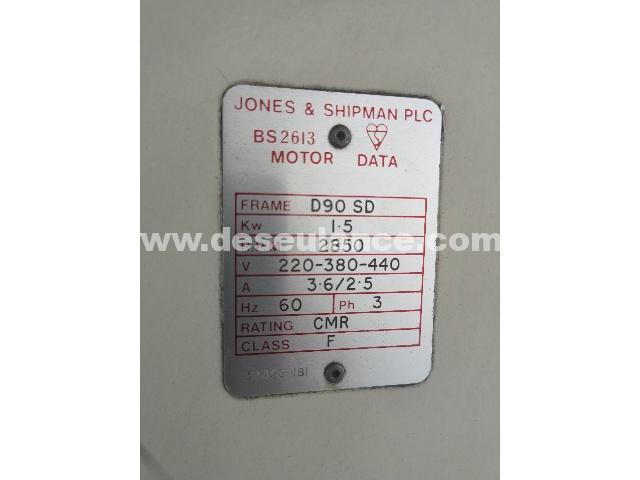 JONES & SHIPMAN PLC
BS2613
MOTOR DATA
FRAME D90 SD
Kw 1·5
2850
www.deseulance.com
V 220-380-440
A 3·6/2·5
Hz 60 Ph 3
RATING CMR
CLASS F